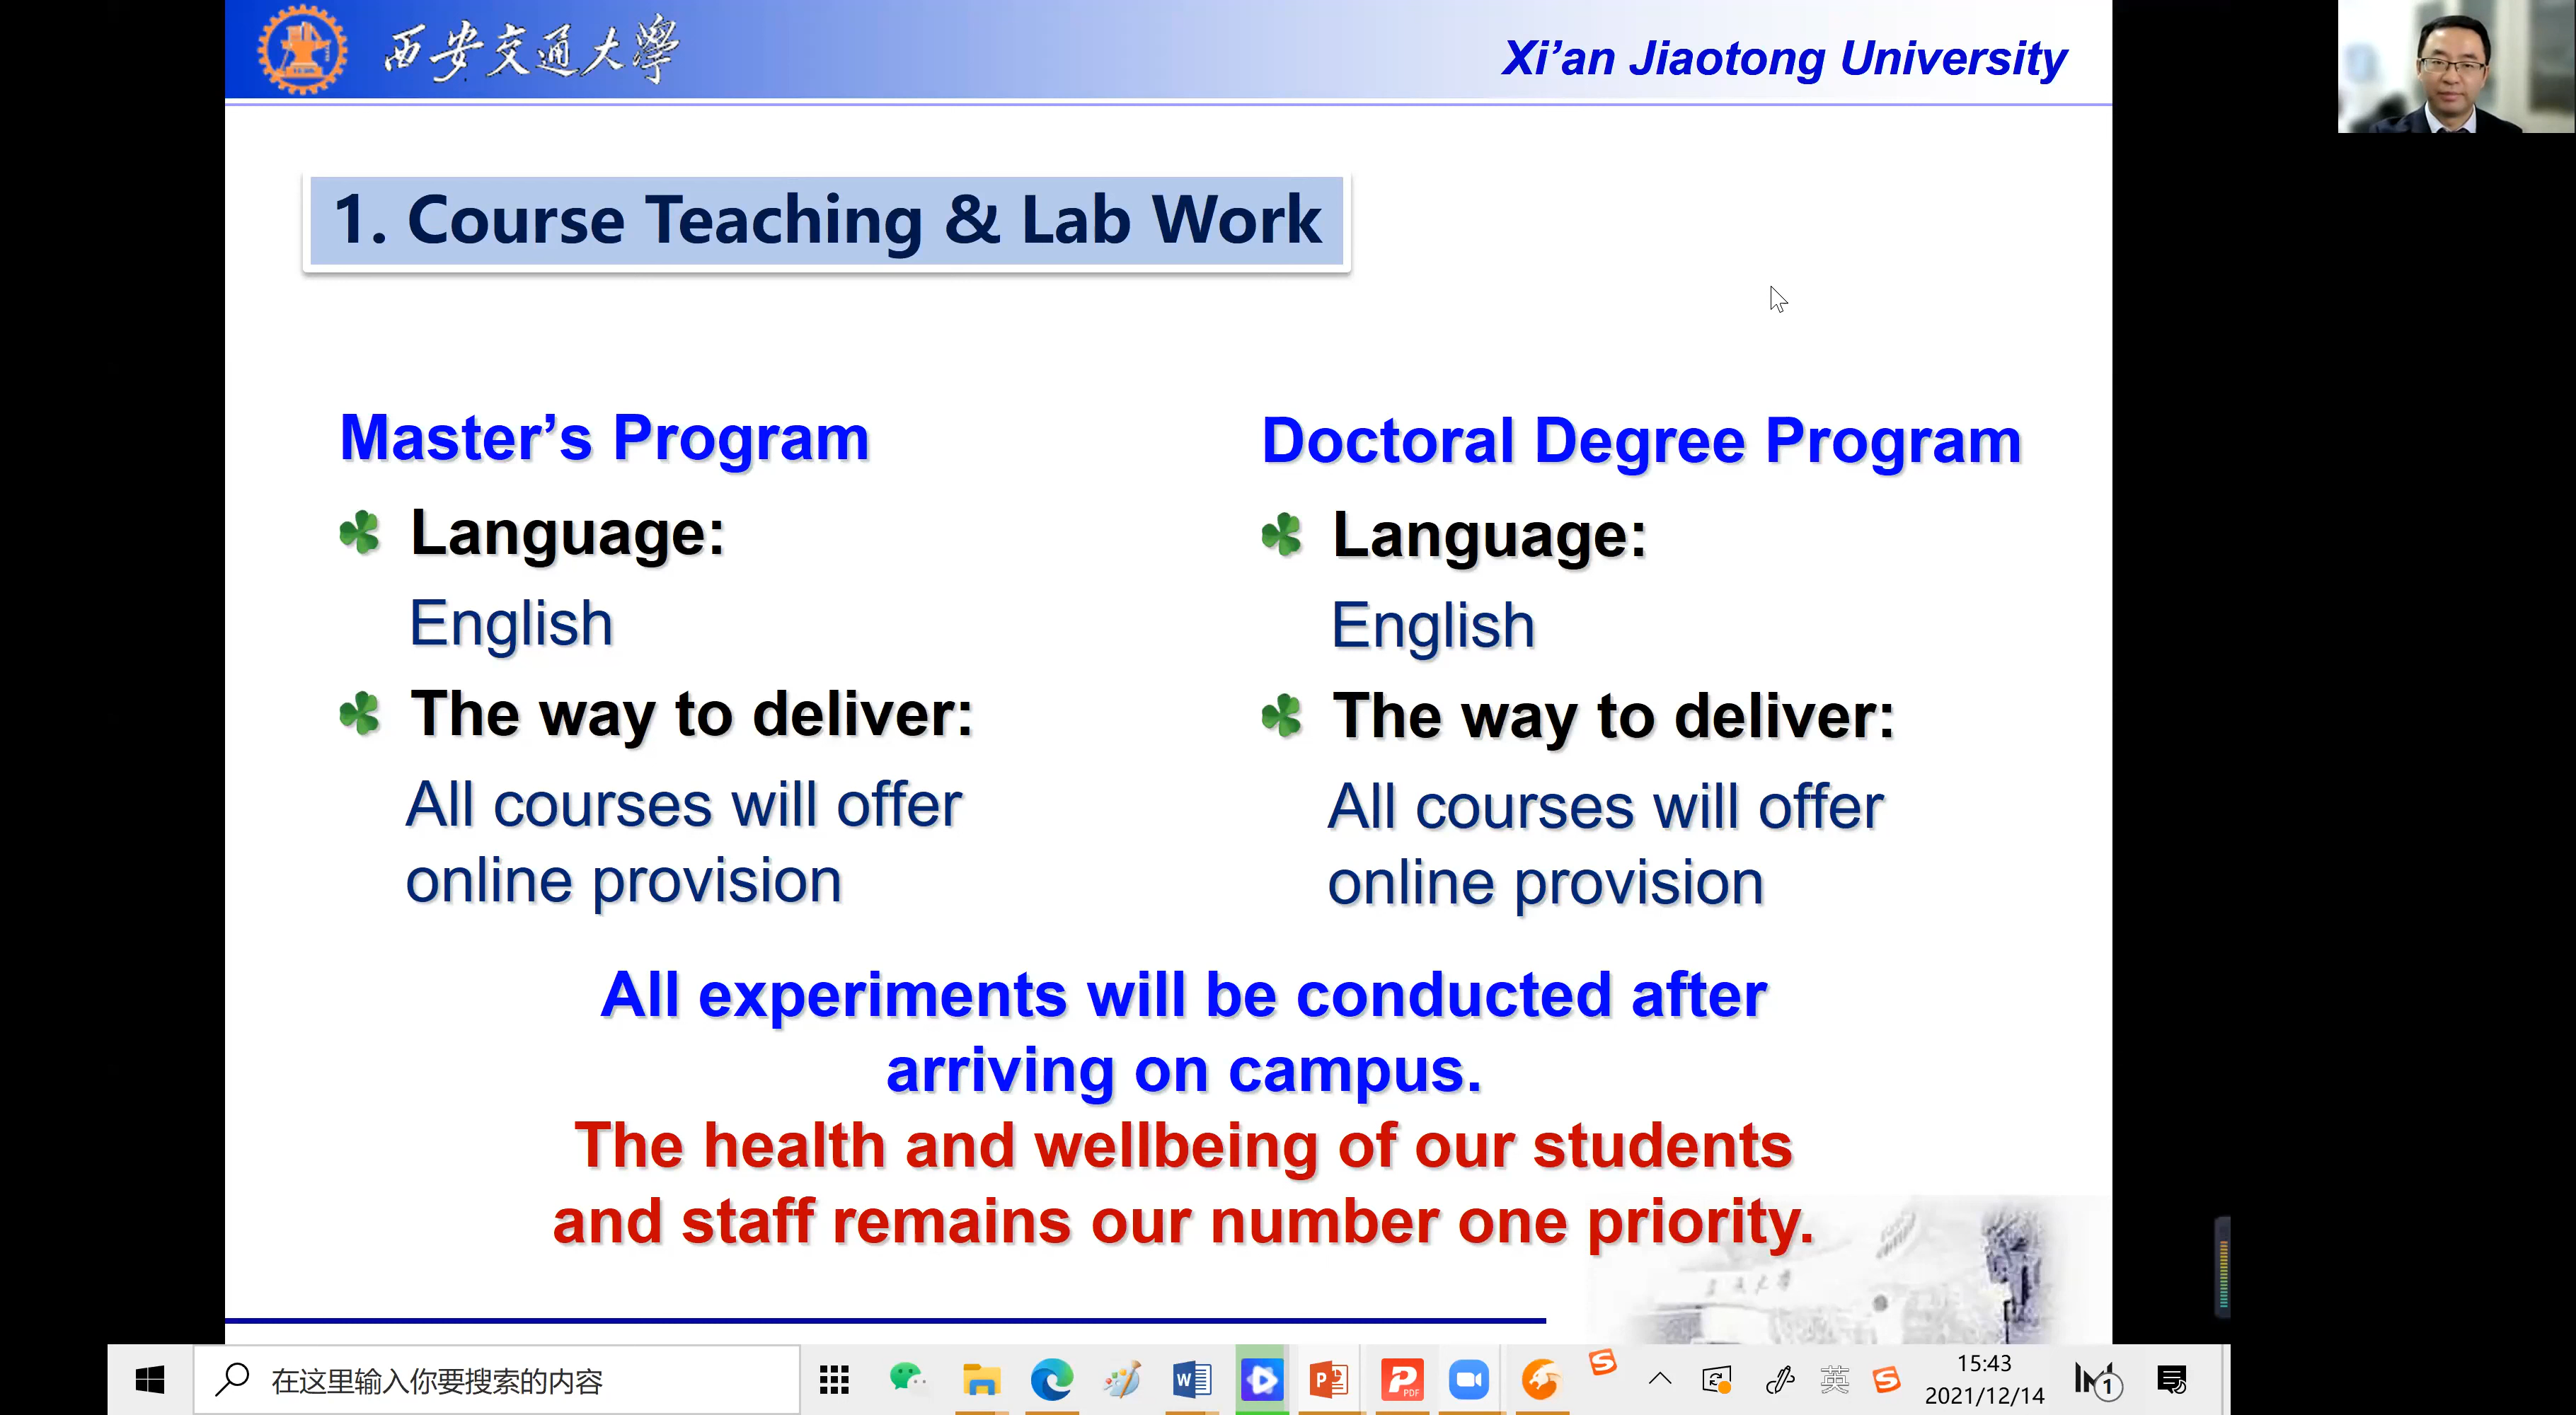 西安交通大學
Xi’an Jiaotong University
1. Course Teaching & Lab Work
Master’s Program
Language:
English
The way to deliver:
All courses will offer
online provision
Doctoral Degree Program
Language:
English
The way to deliver:
All courses will offer
online provision
All experiments will be conducted after
arriving on campus.
The health and wellbeing of our students
and staff remains our number one priority.
在这里输入你要搜索的内容
英
15:43
2021/12/14
1